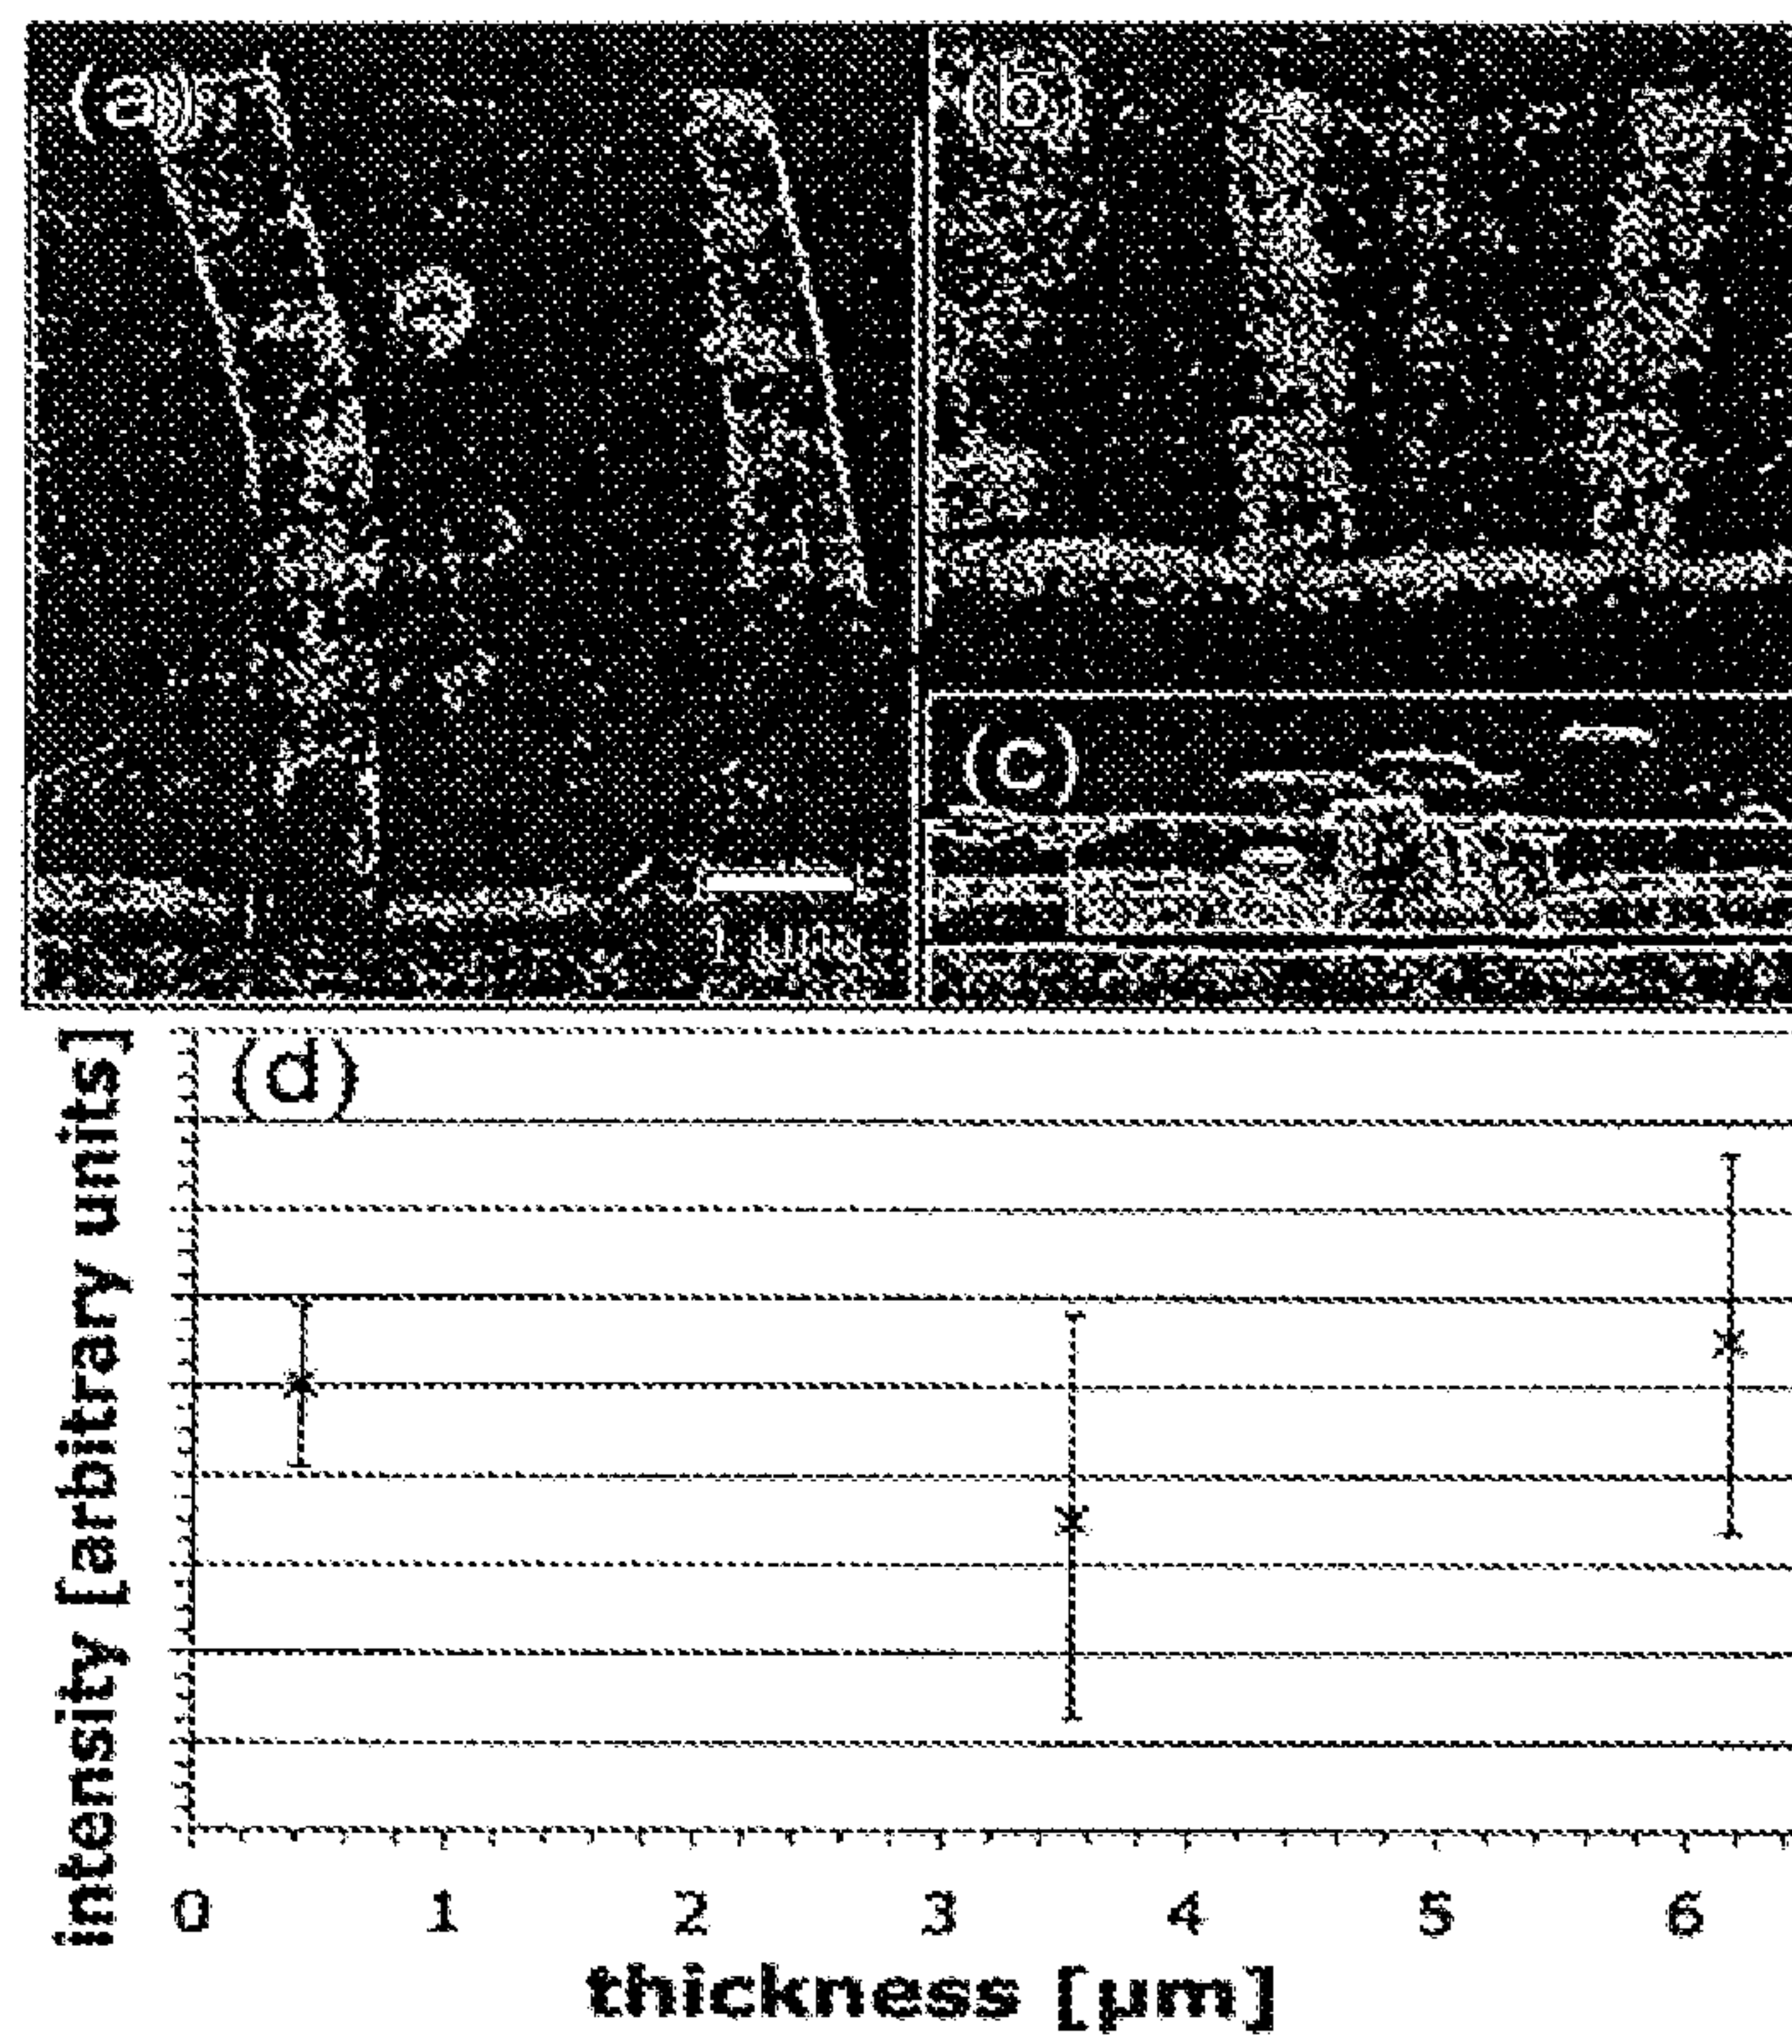 (a)
(b)
(c)
1 µm
(d)
intensity [arbitrary units]
0 1 2 3 4 5 6
thickness [µm]